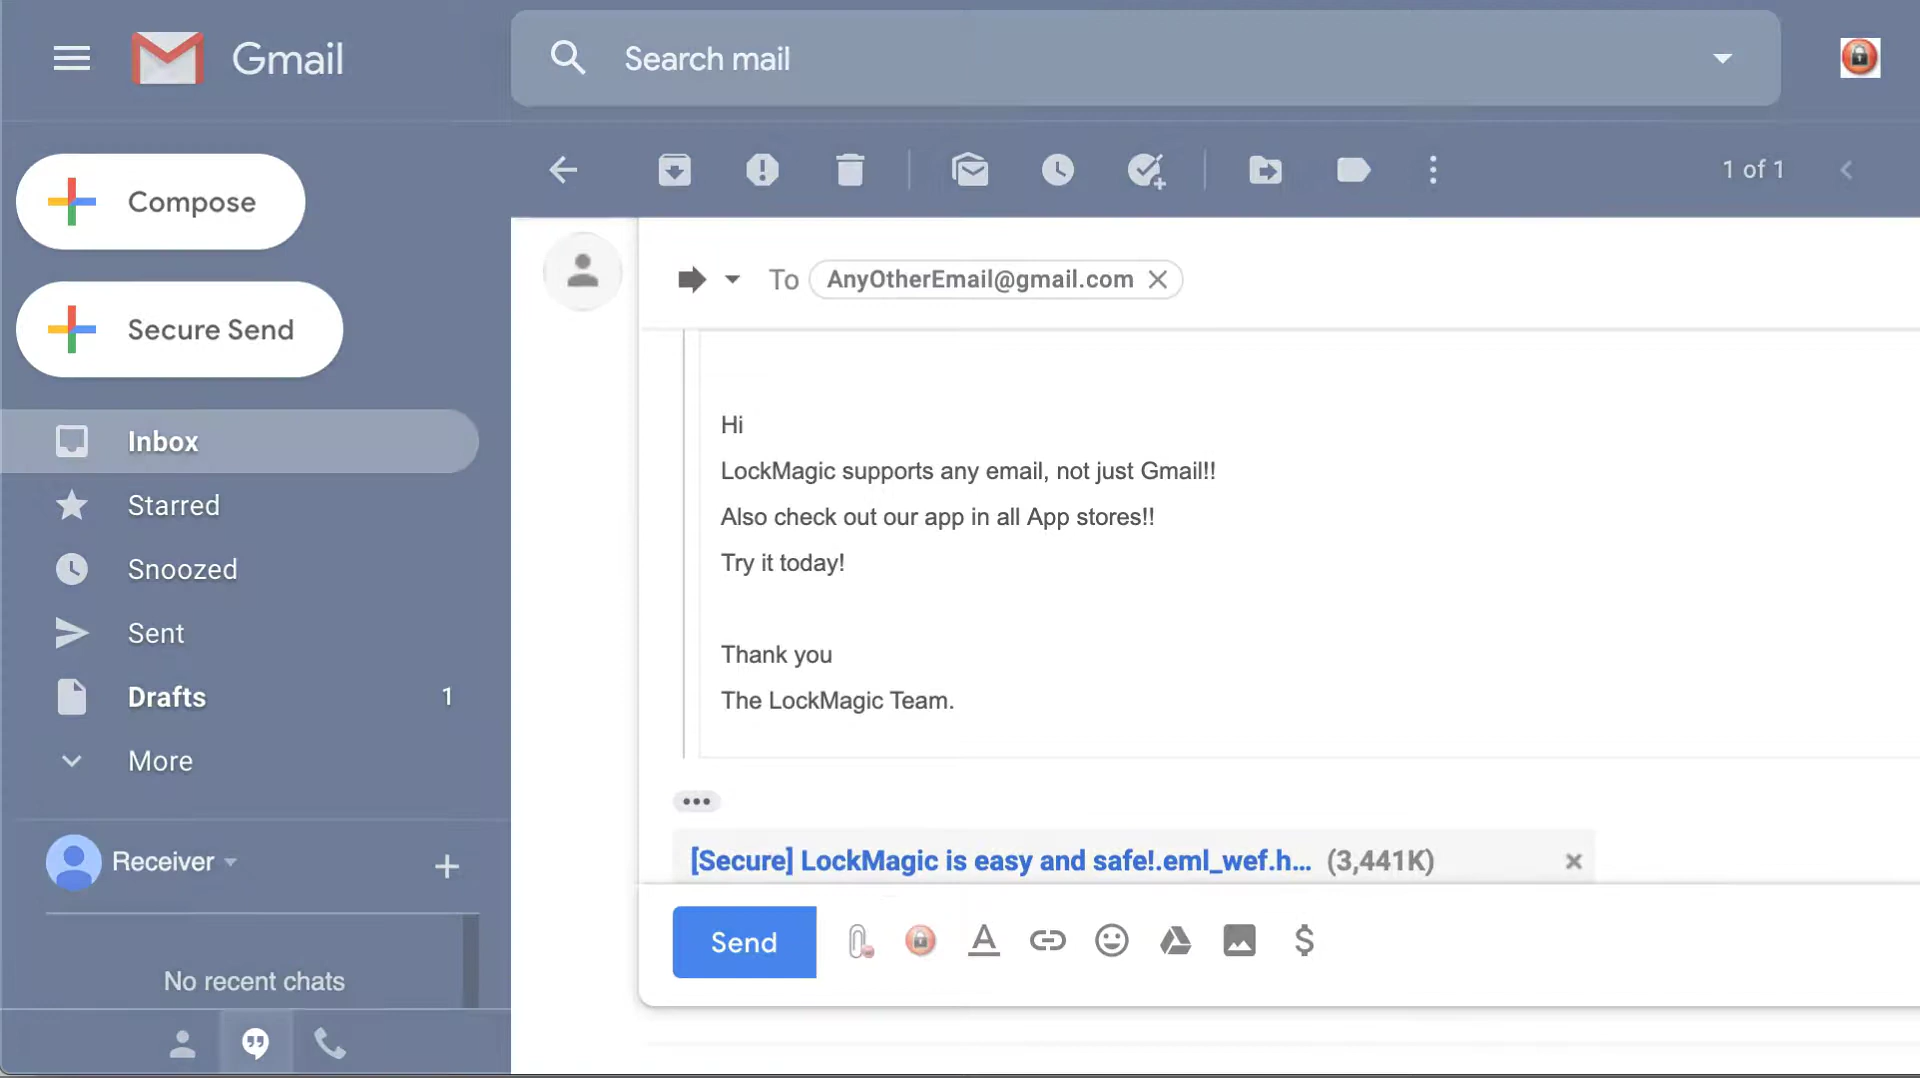 Gmail
Search mail
1 of 1
Compose
Secure Send
Inbox
Starred
Snoozed
Sent
Drafts 1
More
Receiver
No recent chats
To AnyOtherEmail@gmail.com
Hi
LockMagic supports any email, not just Gmail!!
Also check out our app in all App stores!!
Try it today!
Thank you
The LockMagic Team.
[Secure] LockMagic is easy and safe!.eml_wef.h... (3,441K)
Send